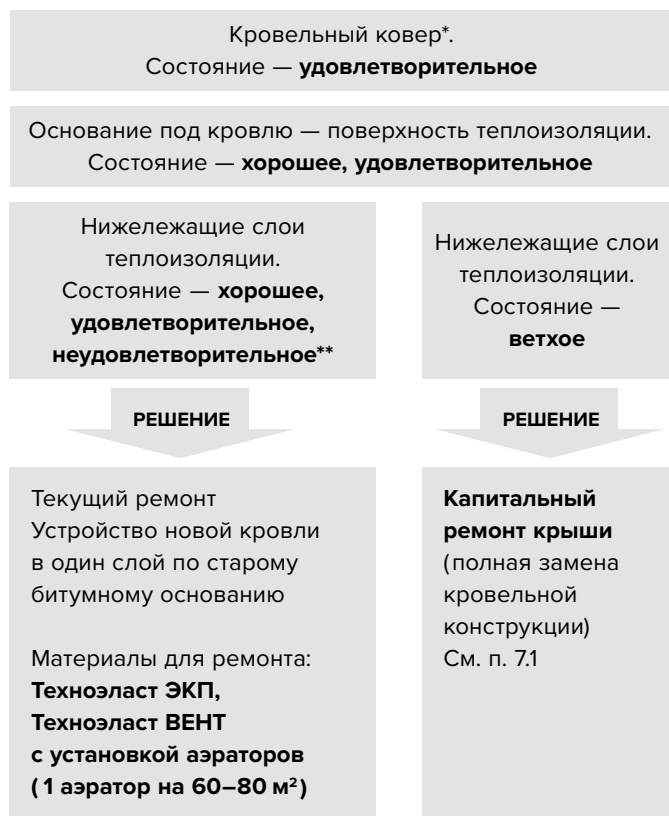 Кровельный ковер*.
Состояние — удовлетворительное
Основание под кровлю — поверхность теплоизоляции.
Состояние — хорошее, удовлетворительное
Нижележащие слои
теплоизоляции.
Состояние — хорошее,
удовлетворительное,
неудовлетворительное**
Нижележащие слои
теплоизоляции.
Состояние —
ветхое
РЕШЕНИЕ
РЕШЕНИЕ
Текущий ремонт
Устройство новой кровли
в один слой по старому
битумному основанию
Материалы для ремонта:
Техноэласт ЭКП,
Техноэласт ВЕНТ
с установкой аэраторов
( 1 аэратор на 60–80 м²)
Капитальный
ремонт крыши
(полная замена
кровельной
конструкции)
См. п. 7.1